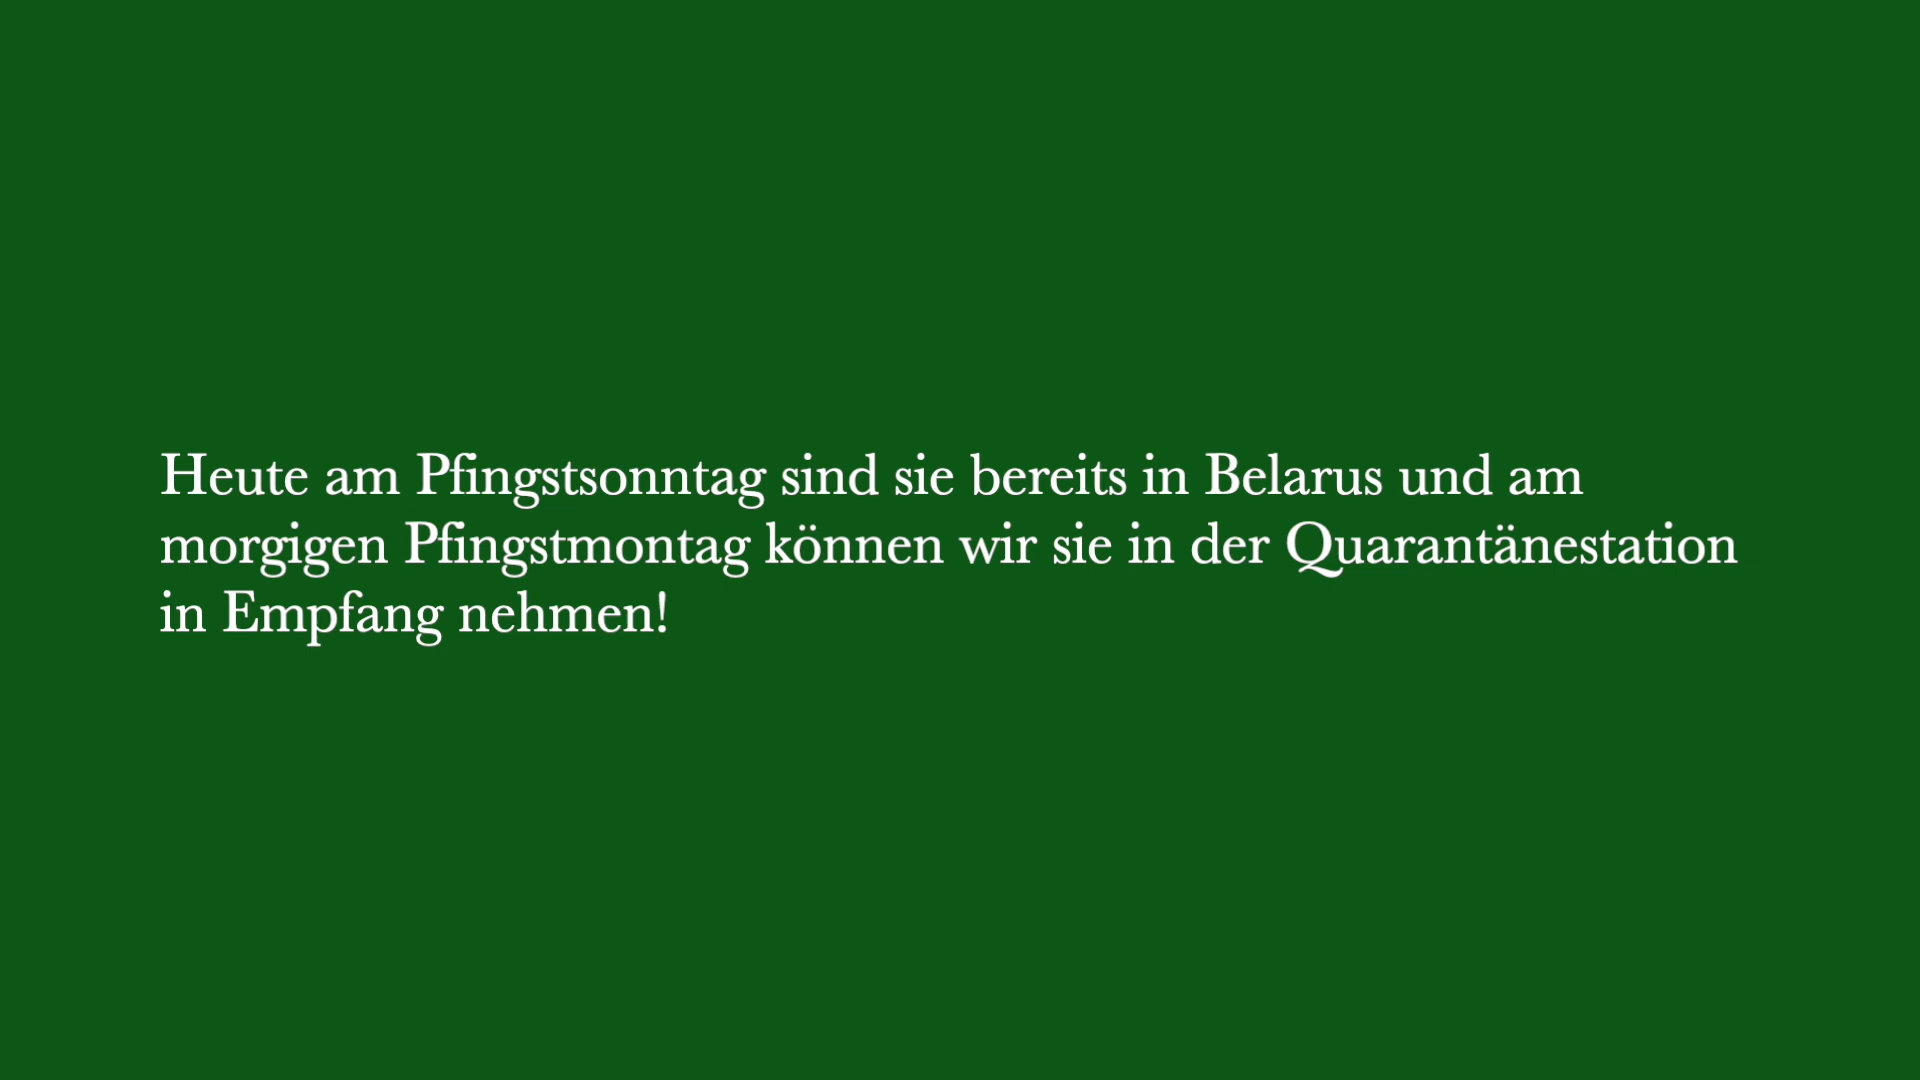 Heute am Pfingstsonntag sind sie bereits in Belarus und am
morgigen Pfingstmontag können wir sie in der Quarantänestation
in Empfang nehmen!